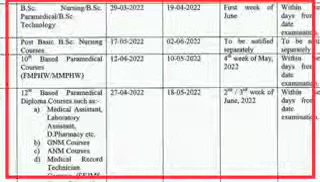 B.Sc. Nursing/B.Sc. 29-03-2022 19-04-2022 First week of Within
Paramedical/B.Sc June days from
Technology date
examination.
Post Basic B.Sc. Nursing 17-05-2022 02-06-2022 To be notified To be
Courses separately separately
10th Based Paramedical 12-06-2022 10-05-2022 week of May, Within
Courses 2022 days from
(FMPHW/MMPHW) date
examination.
12th Based Paramedical 27-04-2022 18-05-2022 2nd / 3rd week of Within
Diploma Courses such as:- June, 2022 days from
a) Medical Assistant, date
Laboratory examination.
Assistant,
D.Pharmacy etc.
b) GNM Courses
c) ANM Courses
d) Medical Record
Technician